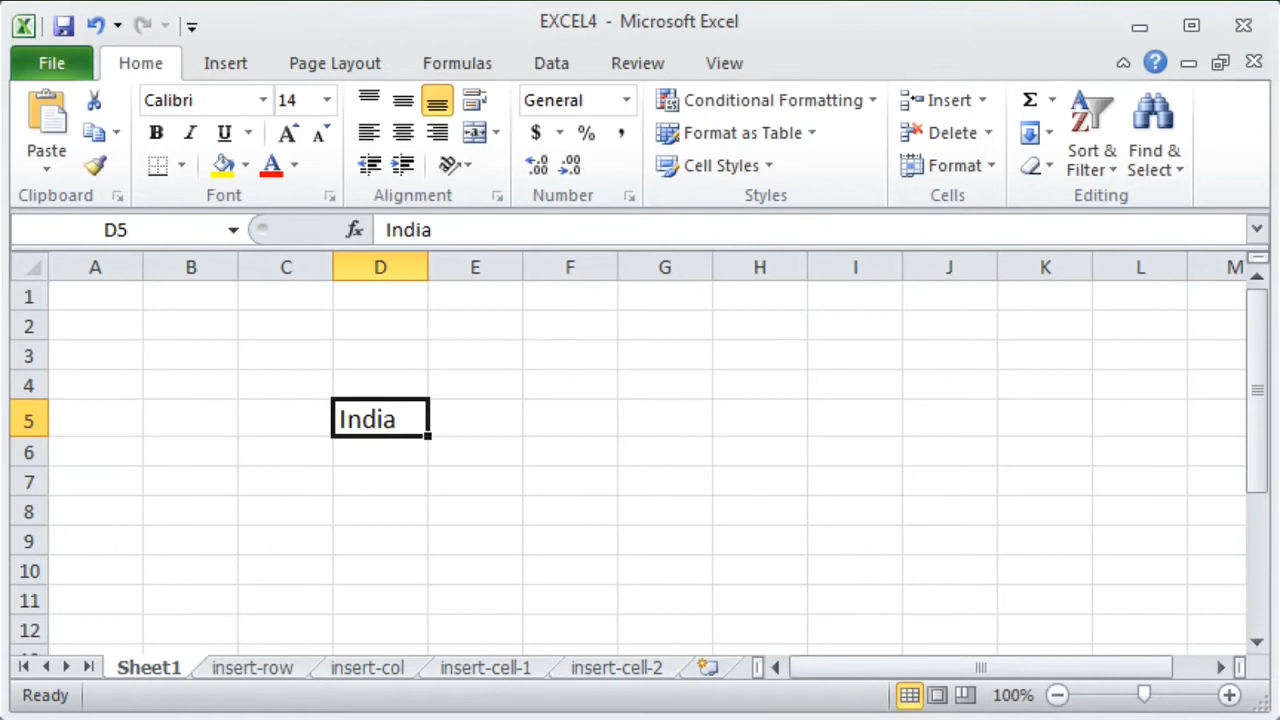 EXCEL4 - Microsoft Excel
File Home Insert Page Layout Formulas Data Review View
Calibri 14 General Conditional Formatting Insert Σ
B I U A A $ % , Format as Table Delete
Paste Cell Styles Format Sort & Filter Find & Select
Clipboard Font Alignment Number Styles Cells Editing
D5 fx India
A B C D E F G H I J K L M
1
2
3
4
5 India
6
7
8
9
10
11
12
Sheet1 insert-row insert-col insert-cell-1 insert-cell-2
Ready 100%